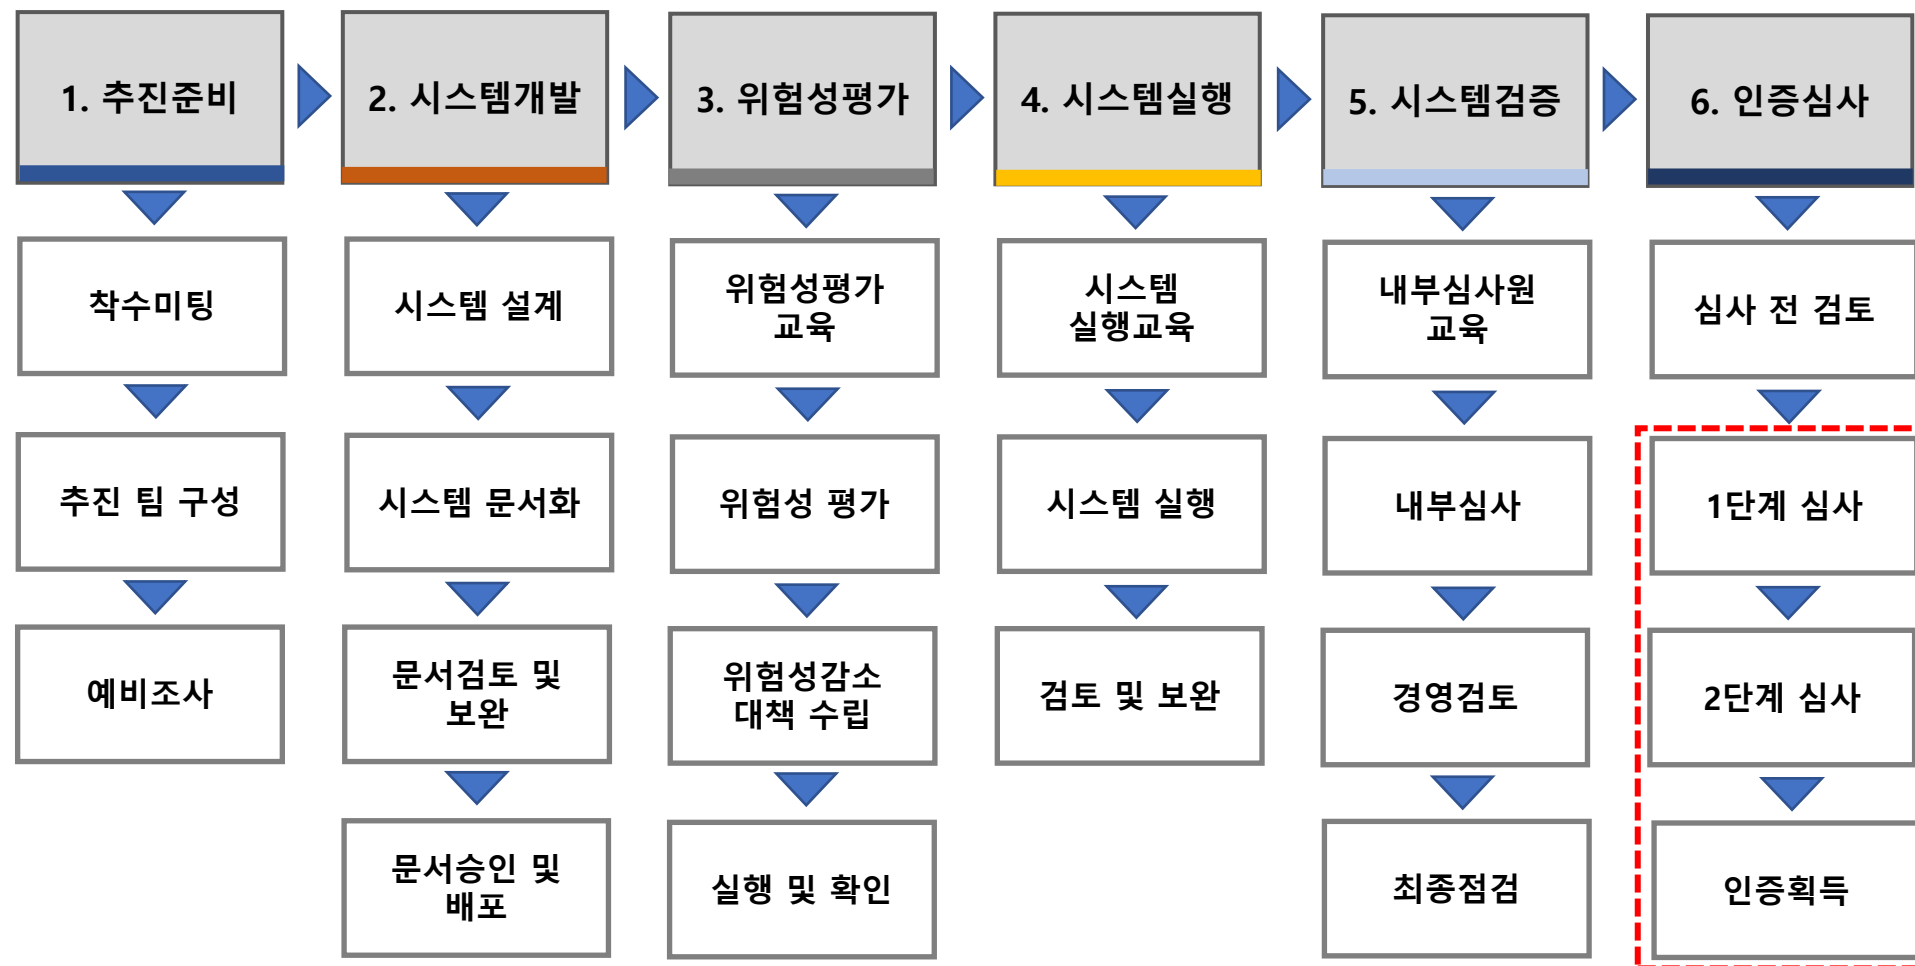 1. 추진준비
2. 시스템개발
3. 위험성평가
4. 시스템실행
5. 시스템검증
6. 인증심사
착수미팅
시스템 설계
위험성평가
교육
시스템
실행교육
내부심사원
교육
심사 전 검토
추진 팀 구성
시스템 문서화
위험성 평가
시스템 실행
내부심사
1단계 심사
예비조사
문서검토 및
보완
위험성감소
대책 수립
검토 및 보완
경영검토
2단계 심사
문서승인 및
배포
실행 및 확인
최종점검
인증획득